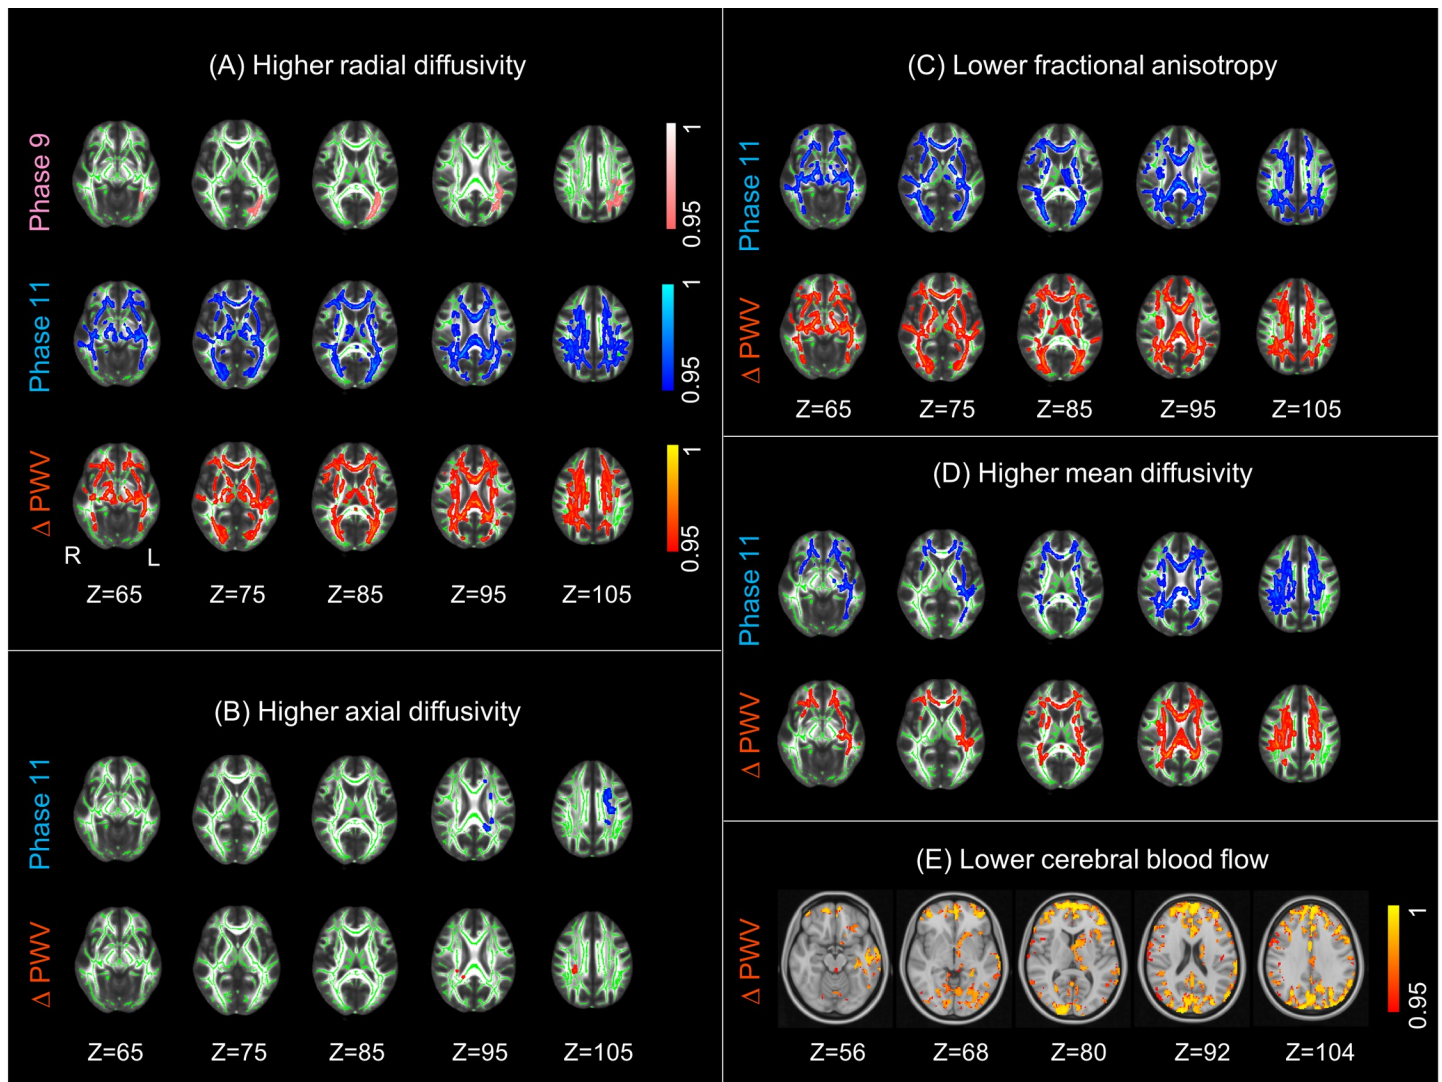 (A) Higher radial diffusivity
Phase 9
1
0.95
Phase 11
1
0.95
Δ PWV
1
0.95
R
L
Z=65
Z=75
Z=85
Z=95
Z=105
(B) Higher axial diffusivity
Phase 11
Δ PWV
Z=65
Z=75
Z=85
Z=95
Z=105
(C) Lower fractional anisotropy
Phase 11
Δ PWV
Z=65
Z=75
Z=85
Z=95
Z=105
(D) Higher mean diffusivity
Phase 11
Δ PWV
(E) Lower cerebral blood flow
Δ PWV
1
0.95
Z=56
Z=68
Z=80
Z=92
Z=104